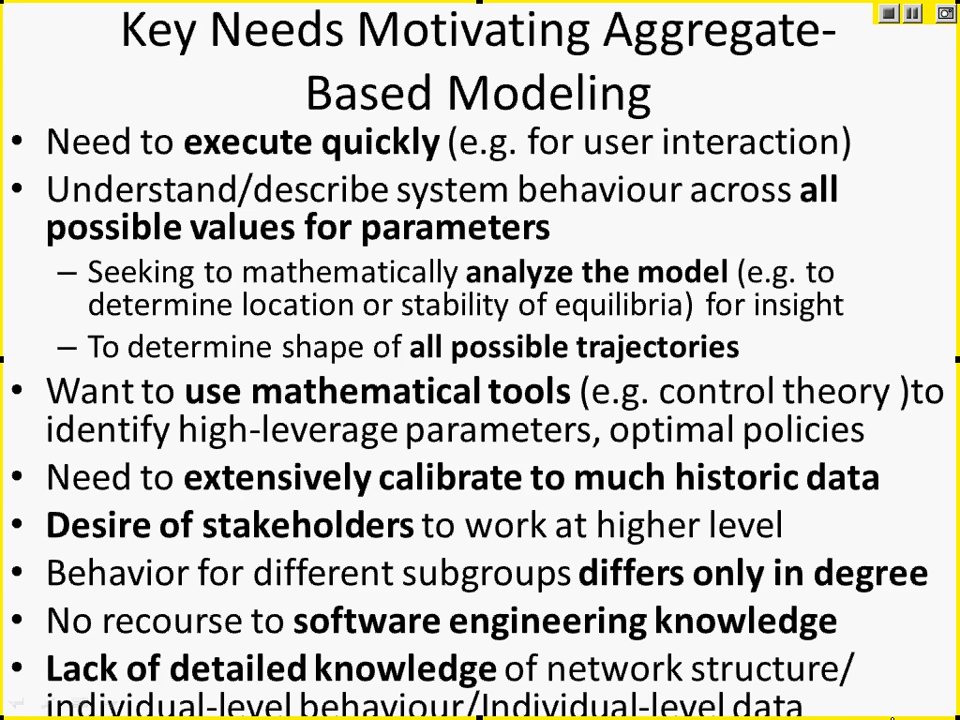 Key Needs Motivating Aggregate-
Based Modeling
• Need to execute quickly (e.g. for user interaction)
• Understand/describe system behaviour across all
possible values for parameters
– Seeking to mathematically analyze the model (e.g. to
determine location or stability of equilibria) for insight
– To determine shape of all possible trajectories
• Want to use mathematical tools (e.g. control theory )to
identify high-leverage parameters, optimal policies
• Need to extensively calibrate to much historic data
• Desire of stakeholders to work at higher level
• Behavior for different subgroups differs only in degree
• No recourse to software engineering knowledge
• Lack of detailed knowledge of network structure/
individual-level behaviour/Individual-level data